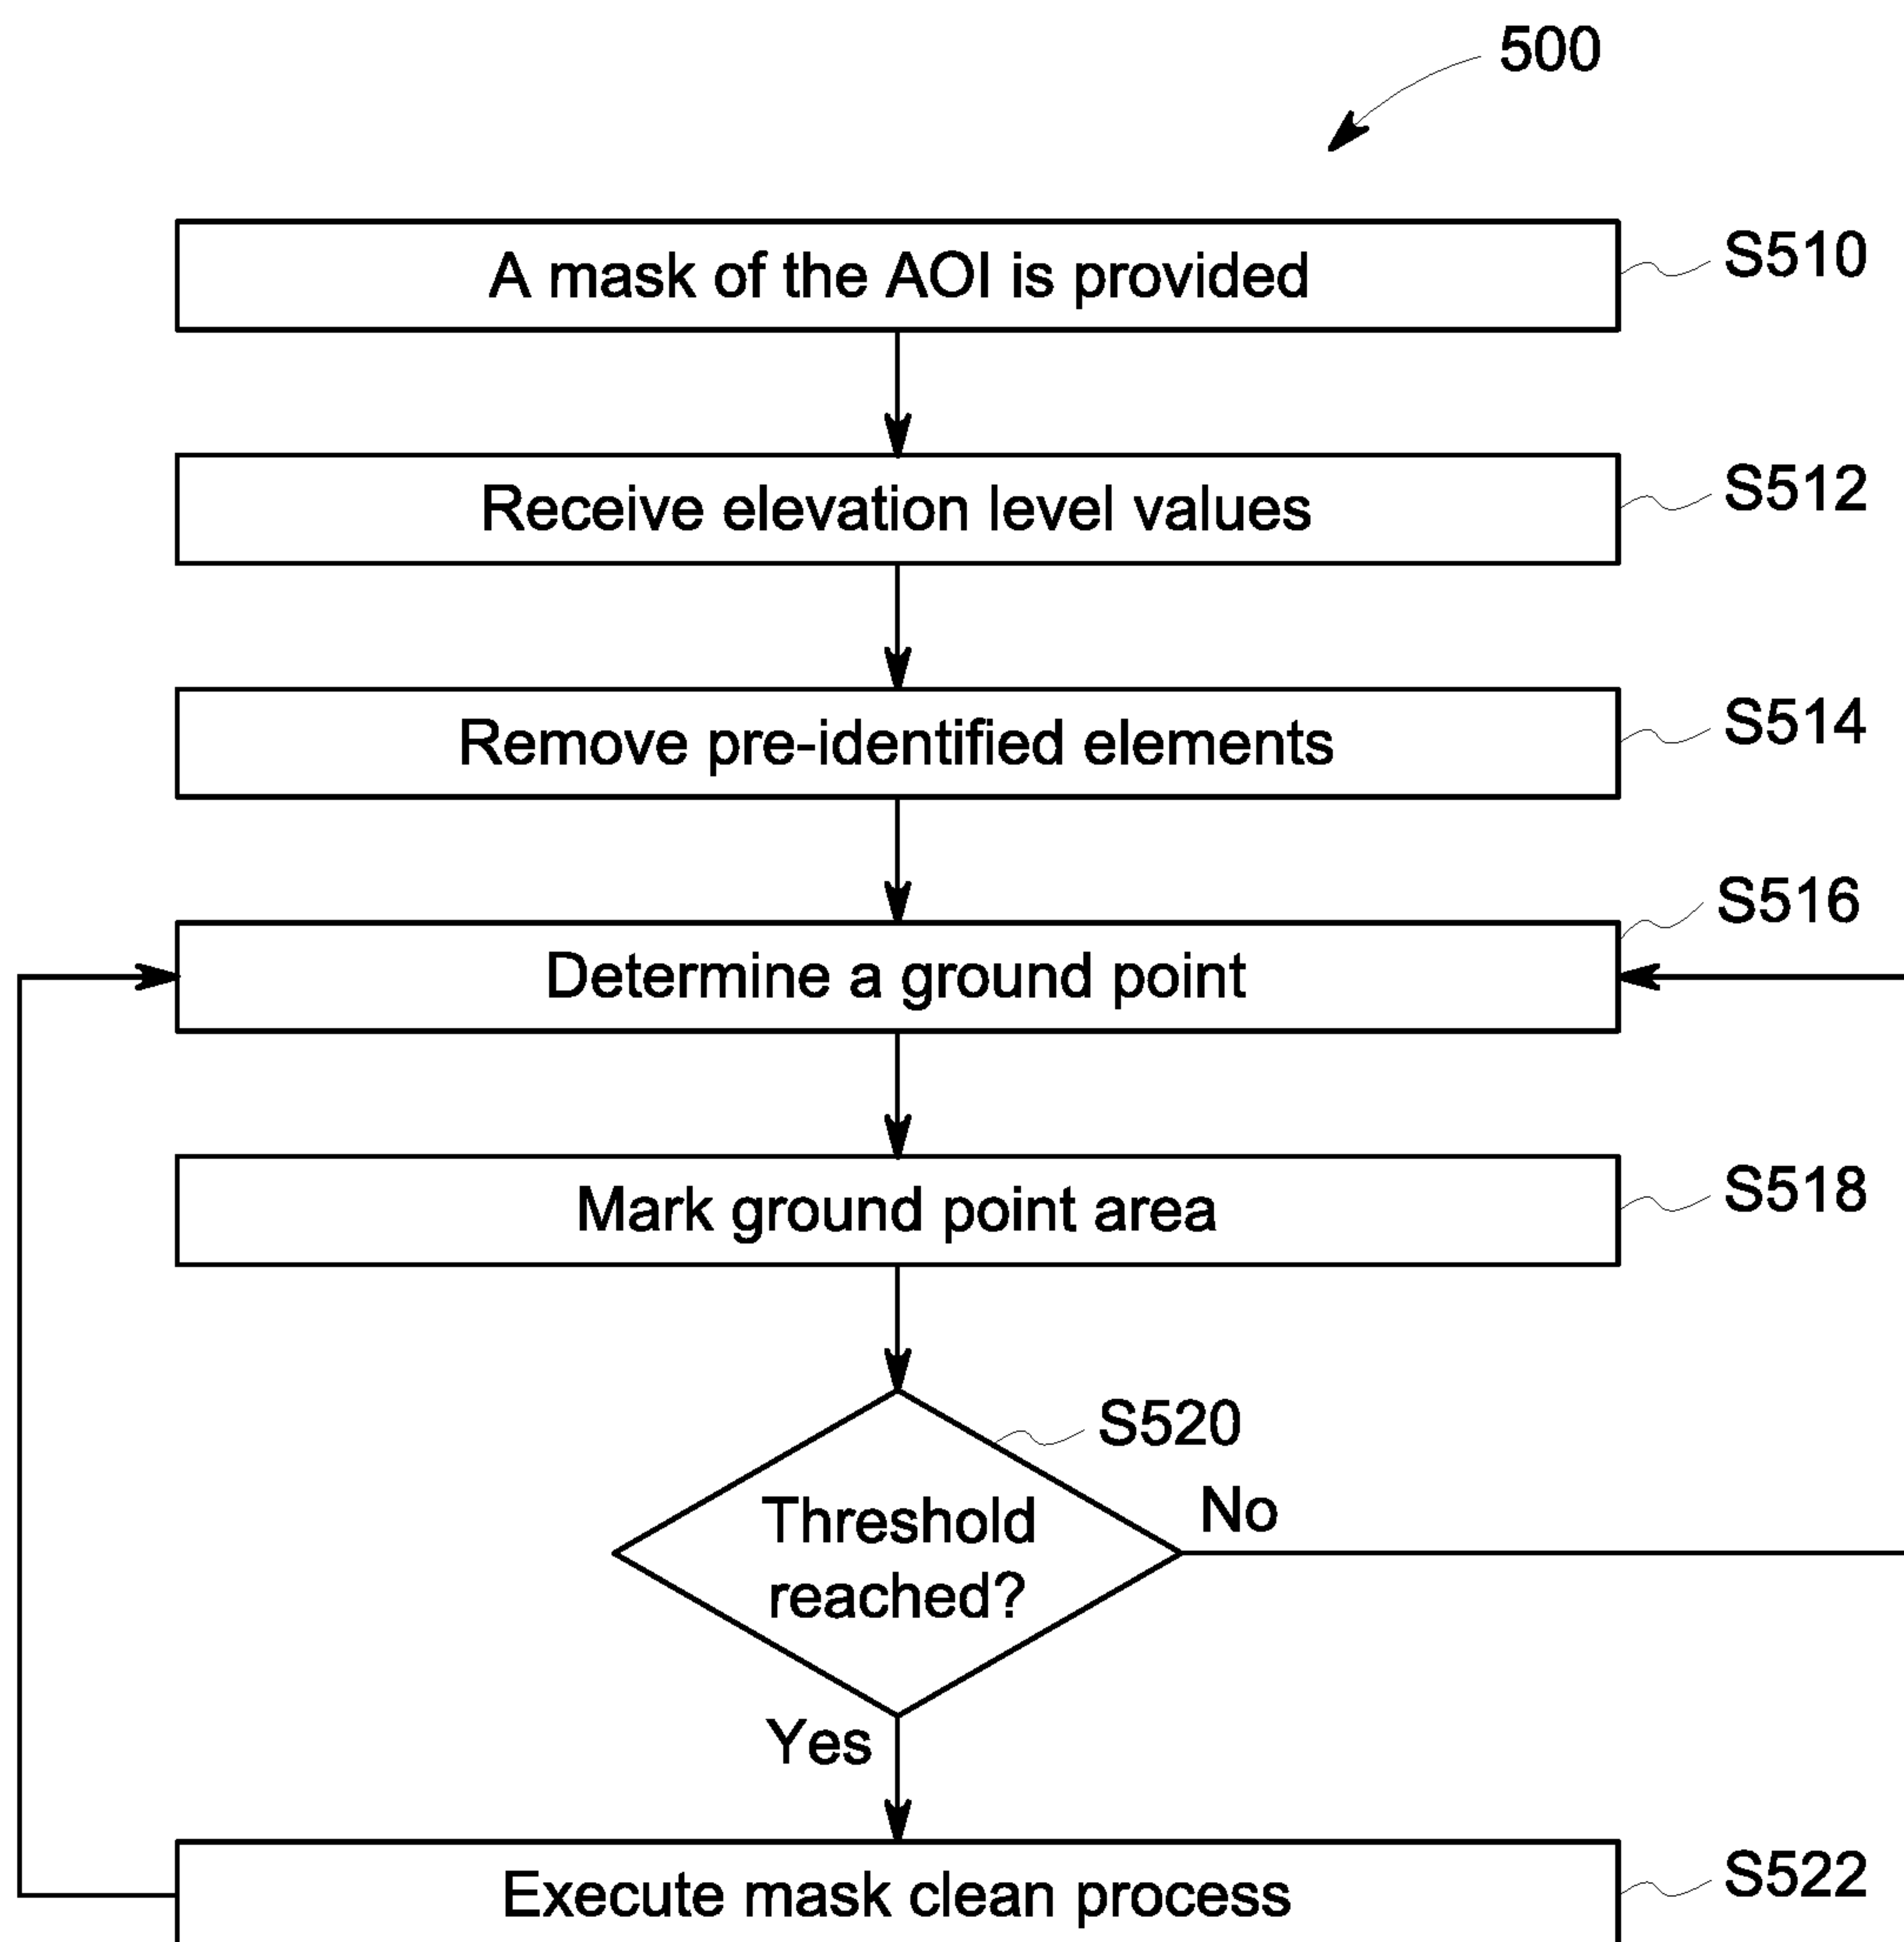 500
A mask of the AOI is provided
S510
Receive elevation level values
S512
Remove pre-identified elements
S514
Determine a ground point
S516
Mark ground point area
S518
Threshold
reached?
S520
No
Yes
Execute mask clean process
S522